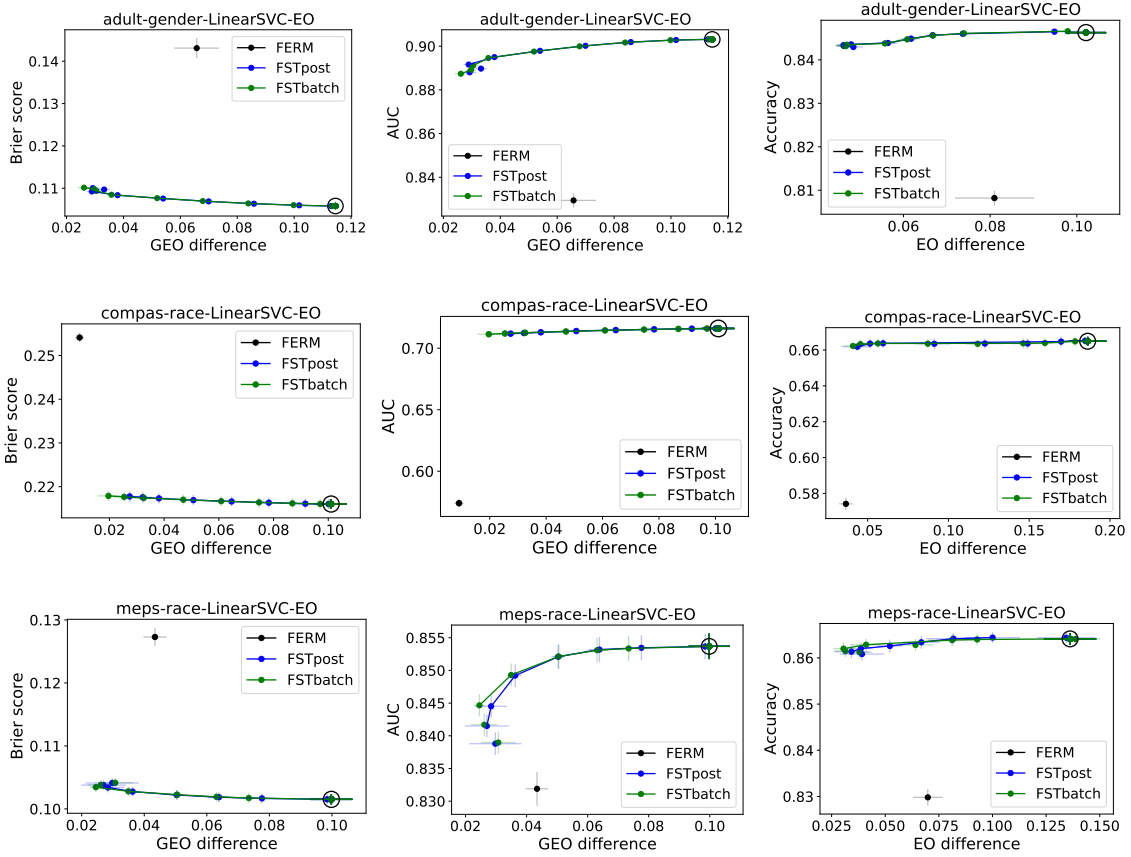 adult-gender-LinearSVC-EO
Brier score
0.14
0.13
0.12
0.11
FERM
FSTpost
FSTbatch
0.02 0.04 0.06 0.08 0.10 0.12
GEO difference
adult-gender-LinearSVC-EO
AUC
0.90
0.88
0.86
0.84
FERM
FSTpost
FSTbatch
0.02 0.04 0.06 0.08 0.10 0.12
GEO difference
adult-gender-LinearSVC-EO
Accuracy
0.84
0.83
0.82
0.81
FERM
FSTpost
FSTbatch
0.06 0.08 0.10
EO difference
compas-race-LinearSVC-EO
Brier score
0.25
0.24
0.23
0.22
FERM
FSTpost
FSTbatch
0.02 0.04 0.06 0.08 0.10
GEO difference
compas-race-LinearSVC-EO
AUC
0.70
0.65
0.60
FERM
FSTpost
FSTbatch
0.02 0.04 0.06 0.08 0.10
GEO difference
compas-race-LinearSVC-EO
Accuracy
0.66
0.64
0.62
0.60
0.58
FERM
FSTpost
FSTbatch
0.05 0.10 0.15 0.20
EO difference
meps-race-LinearSVC-EO
Brier score
0.13
0.12
0.11
0.10
FERM
FSTpost
FSTbatch
0.02 0.04 0.06 0.08 0.10
GEO difference
meps-race-LinearSVC-EO
AUC
0.855
0.850
0.845
0.840
0.835
0.830
FERM
FSTpost
FSTbatch
0.02 0.04 0.06 0.08 0.10
GEO difference
meps-race-LinearSVC-EO
Accuracy
0.86
0.85
0.84
0.83
FERM
FSTpost
FSTbatch
0.025 0.050 0.075 0.100 0.125 0.150
EO difference